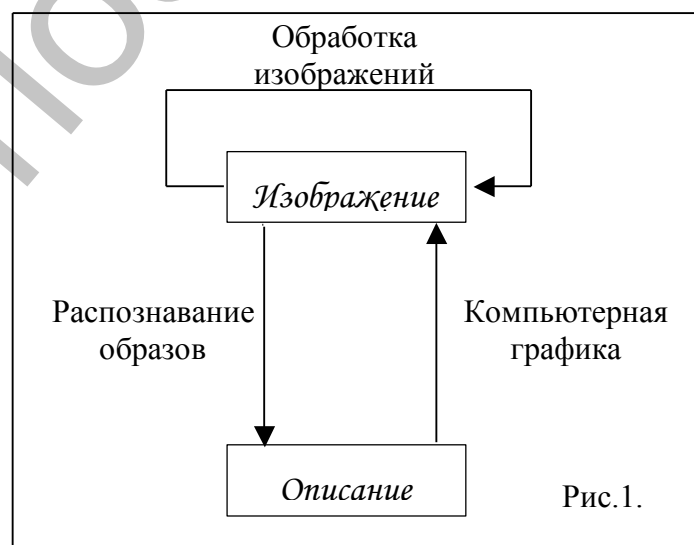 Обработка
изображений
Изображение
Распознавание
образов
Компьютерная
графика
Описание
Рис.1.